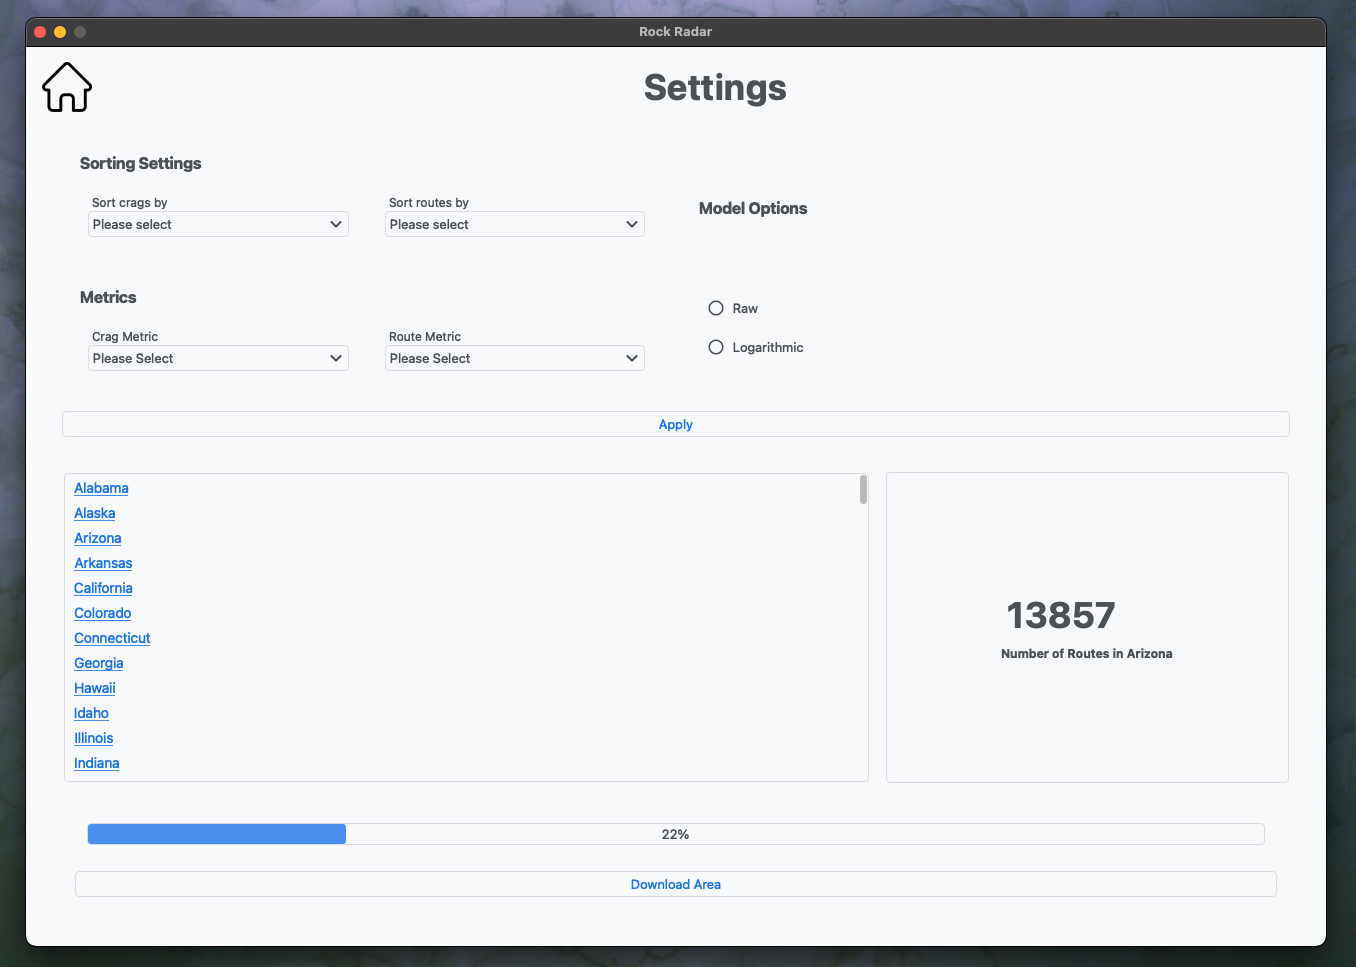 Rock Radar
Settings
Sorting Settings
Sort crags by
Please select
Sort routes by
Please select
Model Options
Metrics
Crag Metric
Please Select
Route Metric
Please Select
Raw
Logarithmic
Apply
Alabama
Alaska
Arizona
Arkansas
California
Colorado
Connecticut
Georgia
Hawaii
Idaho
Illinois
Indiana
13857
Number of Routes in Arizona
22%
Download Area